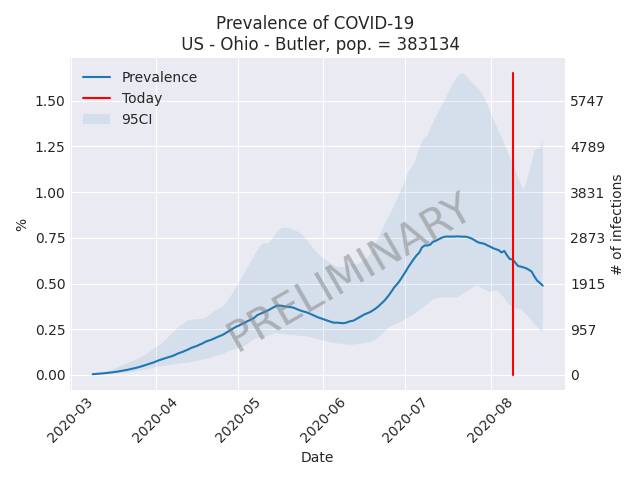 Prevalence of COVID-19
US - Ohio - Butler, pop. = 383134
Prevalence
Today
95CI
PRELIMINARY
%
1.50
1.25
1.00
0.75
0.50
0.25
0.00
5747
4789
3831
2873
1915
957
0
# of infections
2020-03
2020-04
2020-05
2020-06
2020-07
2020-08
Date